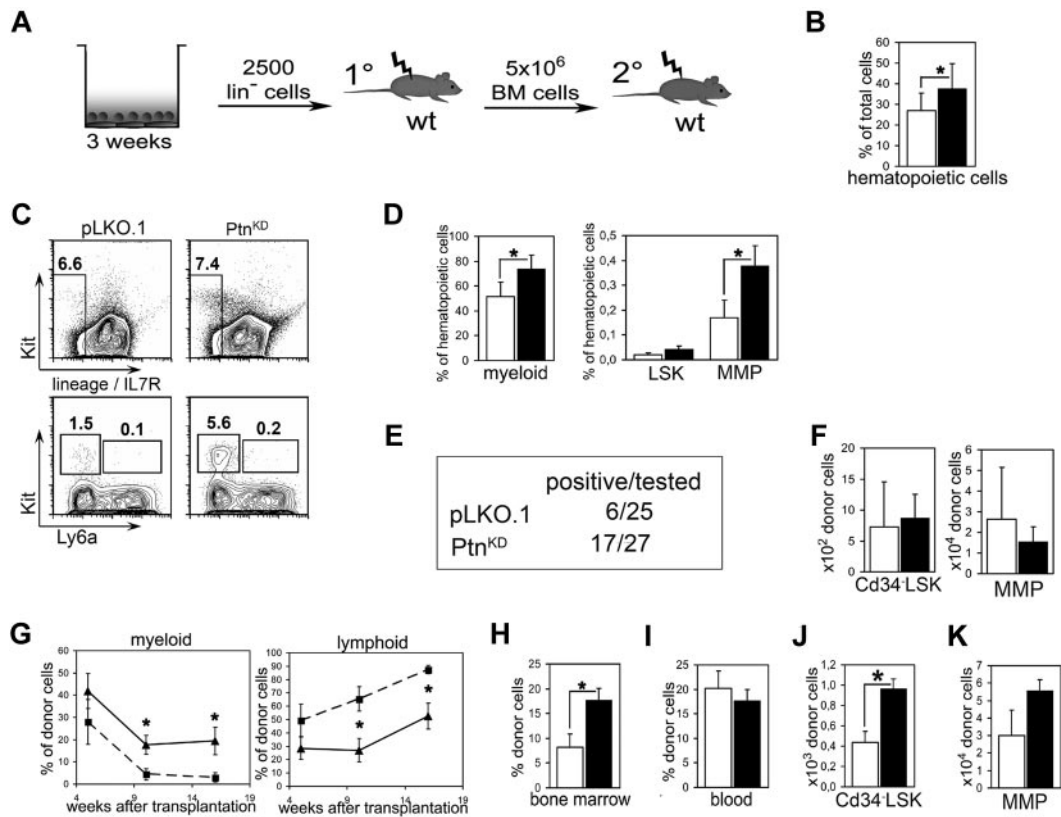 A
3 weeks
2500
lin⁻ cells
1°
wt
5x10⁶
BM cells
2°
wt
B
% of total cells
60
50
40
30
20
10
0
*
hematopoietic cells
C
pLKO.1
Ptnᴷᴰ
6.6
7.4
Kit
lineage / IL7R
1.5
0.1
5.6
0.2
Kit
Ly6a
D
% of hematopoietic cells
100
80
60
40
20
0
*
myeloid
% of hematopoietic cells
0,5
0,4
0,3
0,2
0,1
0,0
*
LSK
MMP
E
positive/tested
pLKO.1 6/25
Ptnᴷᴰ 17/27
F
x10² donor cells
20
15
10
5
0
Cd34⁻LSK
x10⁴ donor cells
6
5
4
3
2
1
0
MMP
G
myeloid
% of donor cells
60
50
40
30
20
10
0
*
*
4
9
14
19
weeks after transplantation
lymphoid
100
90
80
70
60
50
40
30
20
10
0
*
*
4
9
14
19
weeks after transplantation
H
% donor cells
25
20
15
10
5
0
*
bone marrow
I
% donor cells
25
20
15
10
5
0
blood
J
x10³ donor cells
1,2
1,0
0,8
0,6
0,4
0,2
0
*
Cd34⁻LSK
K
x10⁴ donor cells
7
6
5
4
3
2
1
0
MMP